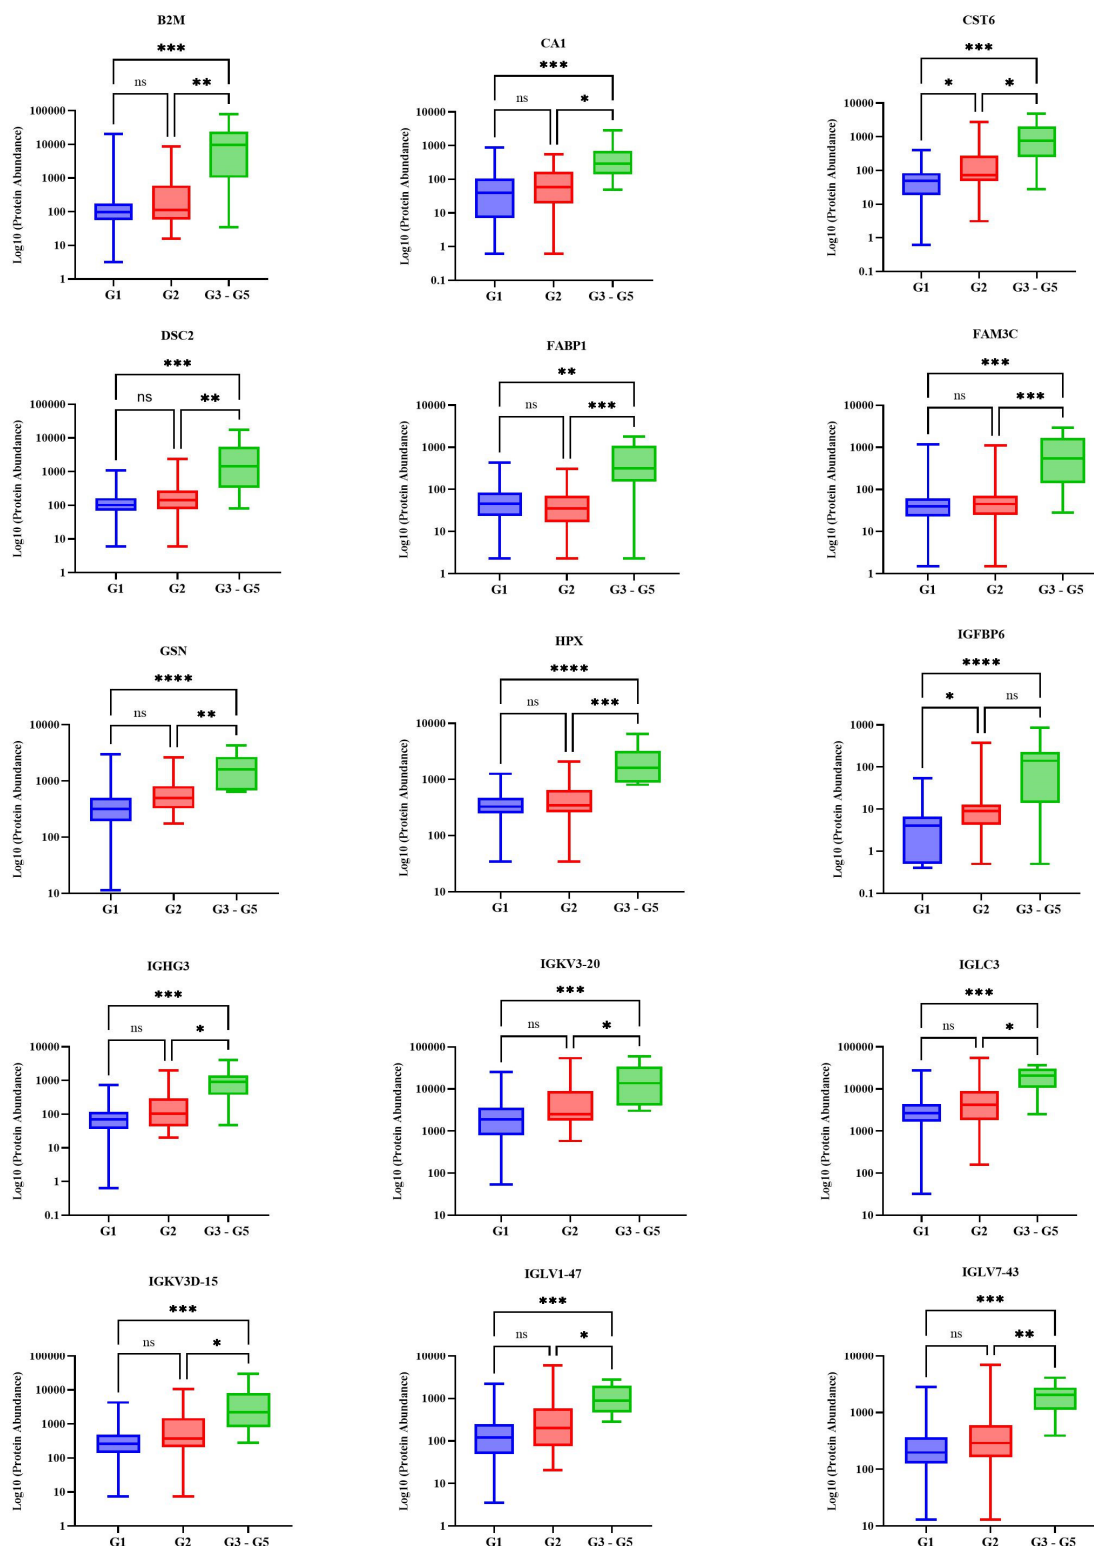 B2M
***
ns
**
Log10 (Protein Abundance)
100000
10000
1000
100
10
1
G1 G2 G3 - G5
CA1
***
ns
*
Log10 (Protein Abundance)
10000
1000
100
10
1
0.1
G1 G2 G3 - G5
CST6
***
*
*
Log10 (Protein Abundance)
10000
1000
100
10
1
0.1
G1 G2 G3 - G5
DSC2
***
ns
**
Log10 (Protein Abundance)
100000
10000
1000
100
10
1
G1 G2 G3 - G5
FABP1
**
ns
***
Log10 (Protein Abundance)
10000
1000
100
10
1
G1 G2 G3 - G5
FAM3C
***
ns
***
Log10 (Protein Abundance)
10000
1000
100
10
1
G1 G2 G3 - G5
GSN
****
ns
**
Log10 (Protein Abundance)
10000
1000
100
10
G1 G2 G3 - G5
HPX
****
ns
***
Log10 (Protein Abundance)
10000
1000
100
10
G1 G2 G3 - G5
IGFBP6
****
*
ns
Log10 (Protein Abundance)
1000
100
10
1
0.1
G1 G2 G3 - G5
IGHG3
***
ns
*
Log10 (Protein Abundance)
10000
1000
100
10
1
0.1
G1 G2 G3 - G5
IGKV3-20
***
ns
*
Log10 (Protein Abundance)
100000
10000
1000
100
10
G1 G2 G3 - G5
IGLC3
***
ns
*
Log10 (Protein Abundance)
100000
10000
1000
100
10
G1 G2 G3 - G5
IGKV3D-15
***
ns
*
Log10 (Protein Abundance)
100000
10000
1000
100
10
1
G1 G2 G3 - G5
IGLV1-47
***
ns
*
Log10 (Protein Abundance)
10000
1000
100
10
1
G1 G2 G3 - G5
IGLV7-43
***
ns
**
Log10 (Protein Abundance)
10000
1000
100
10
G1 G2 G3 - G5